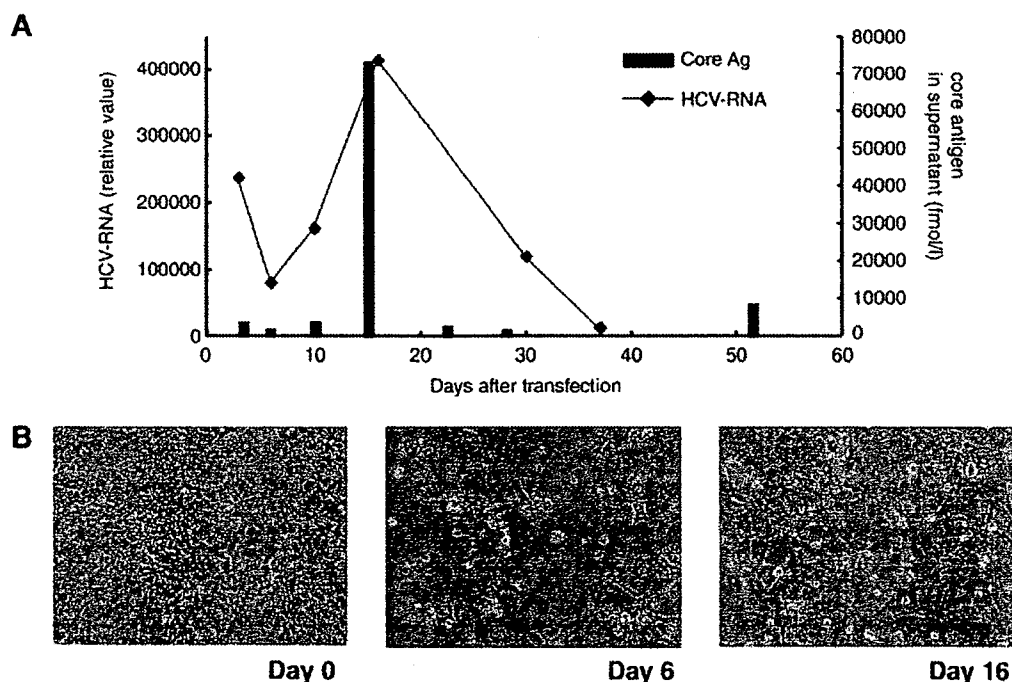 A
HCV-RNA (relative value)
400000
300000
200000
100000
0
0 10 20 30 40 50 60
Days after transfection
Core Ag
HCV-RNA
80000
70000
60000
50000
40000
30000
20000
10000
0
core antigen
in supernatant (fmol/l)
B
Day 0 Day 6 Day 16